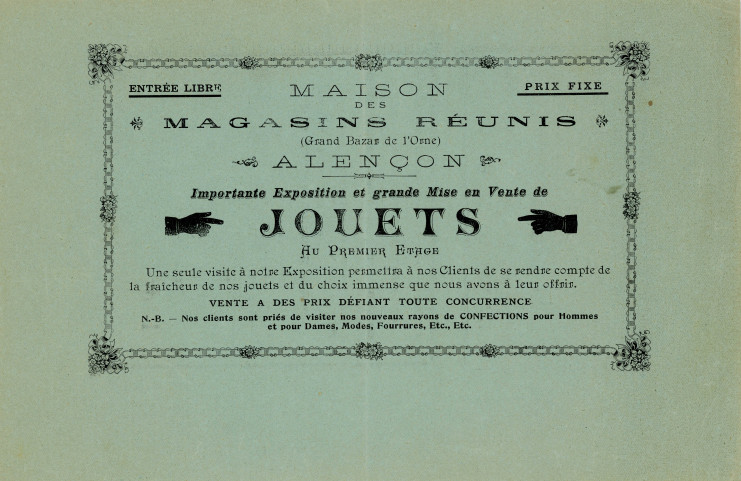 ENTRÉE LIBRE
PRIX FIXE
MAISON
DES
MAGASINS RÉUNIS
(Grand Bazar de l'Orne)
ALENÇON
Importante Exposition et grande Mise en Vente de
JOUETS
AU PREMIER ETAGE
Une seule visite à notre Exposition permettra à nos Clients de se rendre compte de
la fraîcheur de nos jouets et du choix immense que nous avons à leur offrir.
VENTE A DES PRIX DÉFIANT TOUTE CONCURRENCE
N.-B. — Nos clients sont priés de visiter nos nouveaux rayons de CONFECTIONS pour Hommes
et pour Dames, Modes, Fourrures, Etc., Etc.